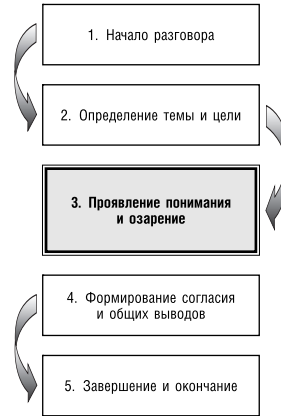 1. Начало разговора
2. Определение темы и цели
3. Проявление понимания
и озарение
4. Формирование согласия
и общих выводов
5. Завершение и окончание